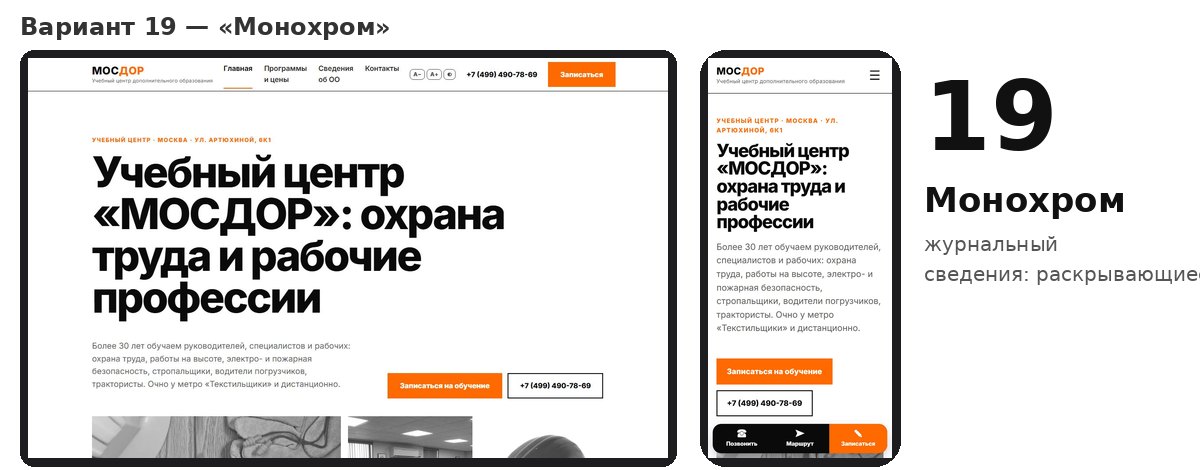 Вариант 19 — «Монохром»
МОСДОР
Учебный центр дополнительного образования
Главная
Программы
и цены
Сведения
об ОО
Контакты
A−
A+
+7 (499) 490-78-69
Записаться
УЧЕБНЫЙ ЦЕНТР · МОСКВА · УЛ. АРТЮХИНОЙ, 6К1
Учебный центр
«МОСДОР»: охрана
труда и рабочие
профессии
Более 30 лет обучаем руководителей, специалистов и рабочих:
охрана труда, работы на высоте, электро- и пожарная
безопасность, стропальщики, водители погрузчиков,
трактористы. Очно у метро «Текстильщики» и дистанционно.
Записаться на обучение
+7 (499) 490-78-69
МОСДОР
Учебный центр дополнительного образования
УЧЕБНЫЙ ЦЕНТР · МОСКВА · УЛ.
АРТЮХИНОЙ, 6К1
Учебный центр
«МОСДОР»:
охрана труда и
рабочие
профессии
Более 30 лет обучаем руководителей,
специалистов и рабочих: охрана
труда, работы на высоте, электро- и
пожарная безопасность,
стропальщики, водители погрузчиков,
трактористы. Очно у метро
«Текстильщики» и дистанционно.
Записаться на обучение
+7 (499) 490-78-69
Позвонить
Маршрут
Записаться
19
Монохром
журнальный
сведения: раскрывающиес